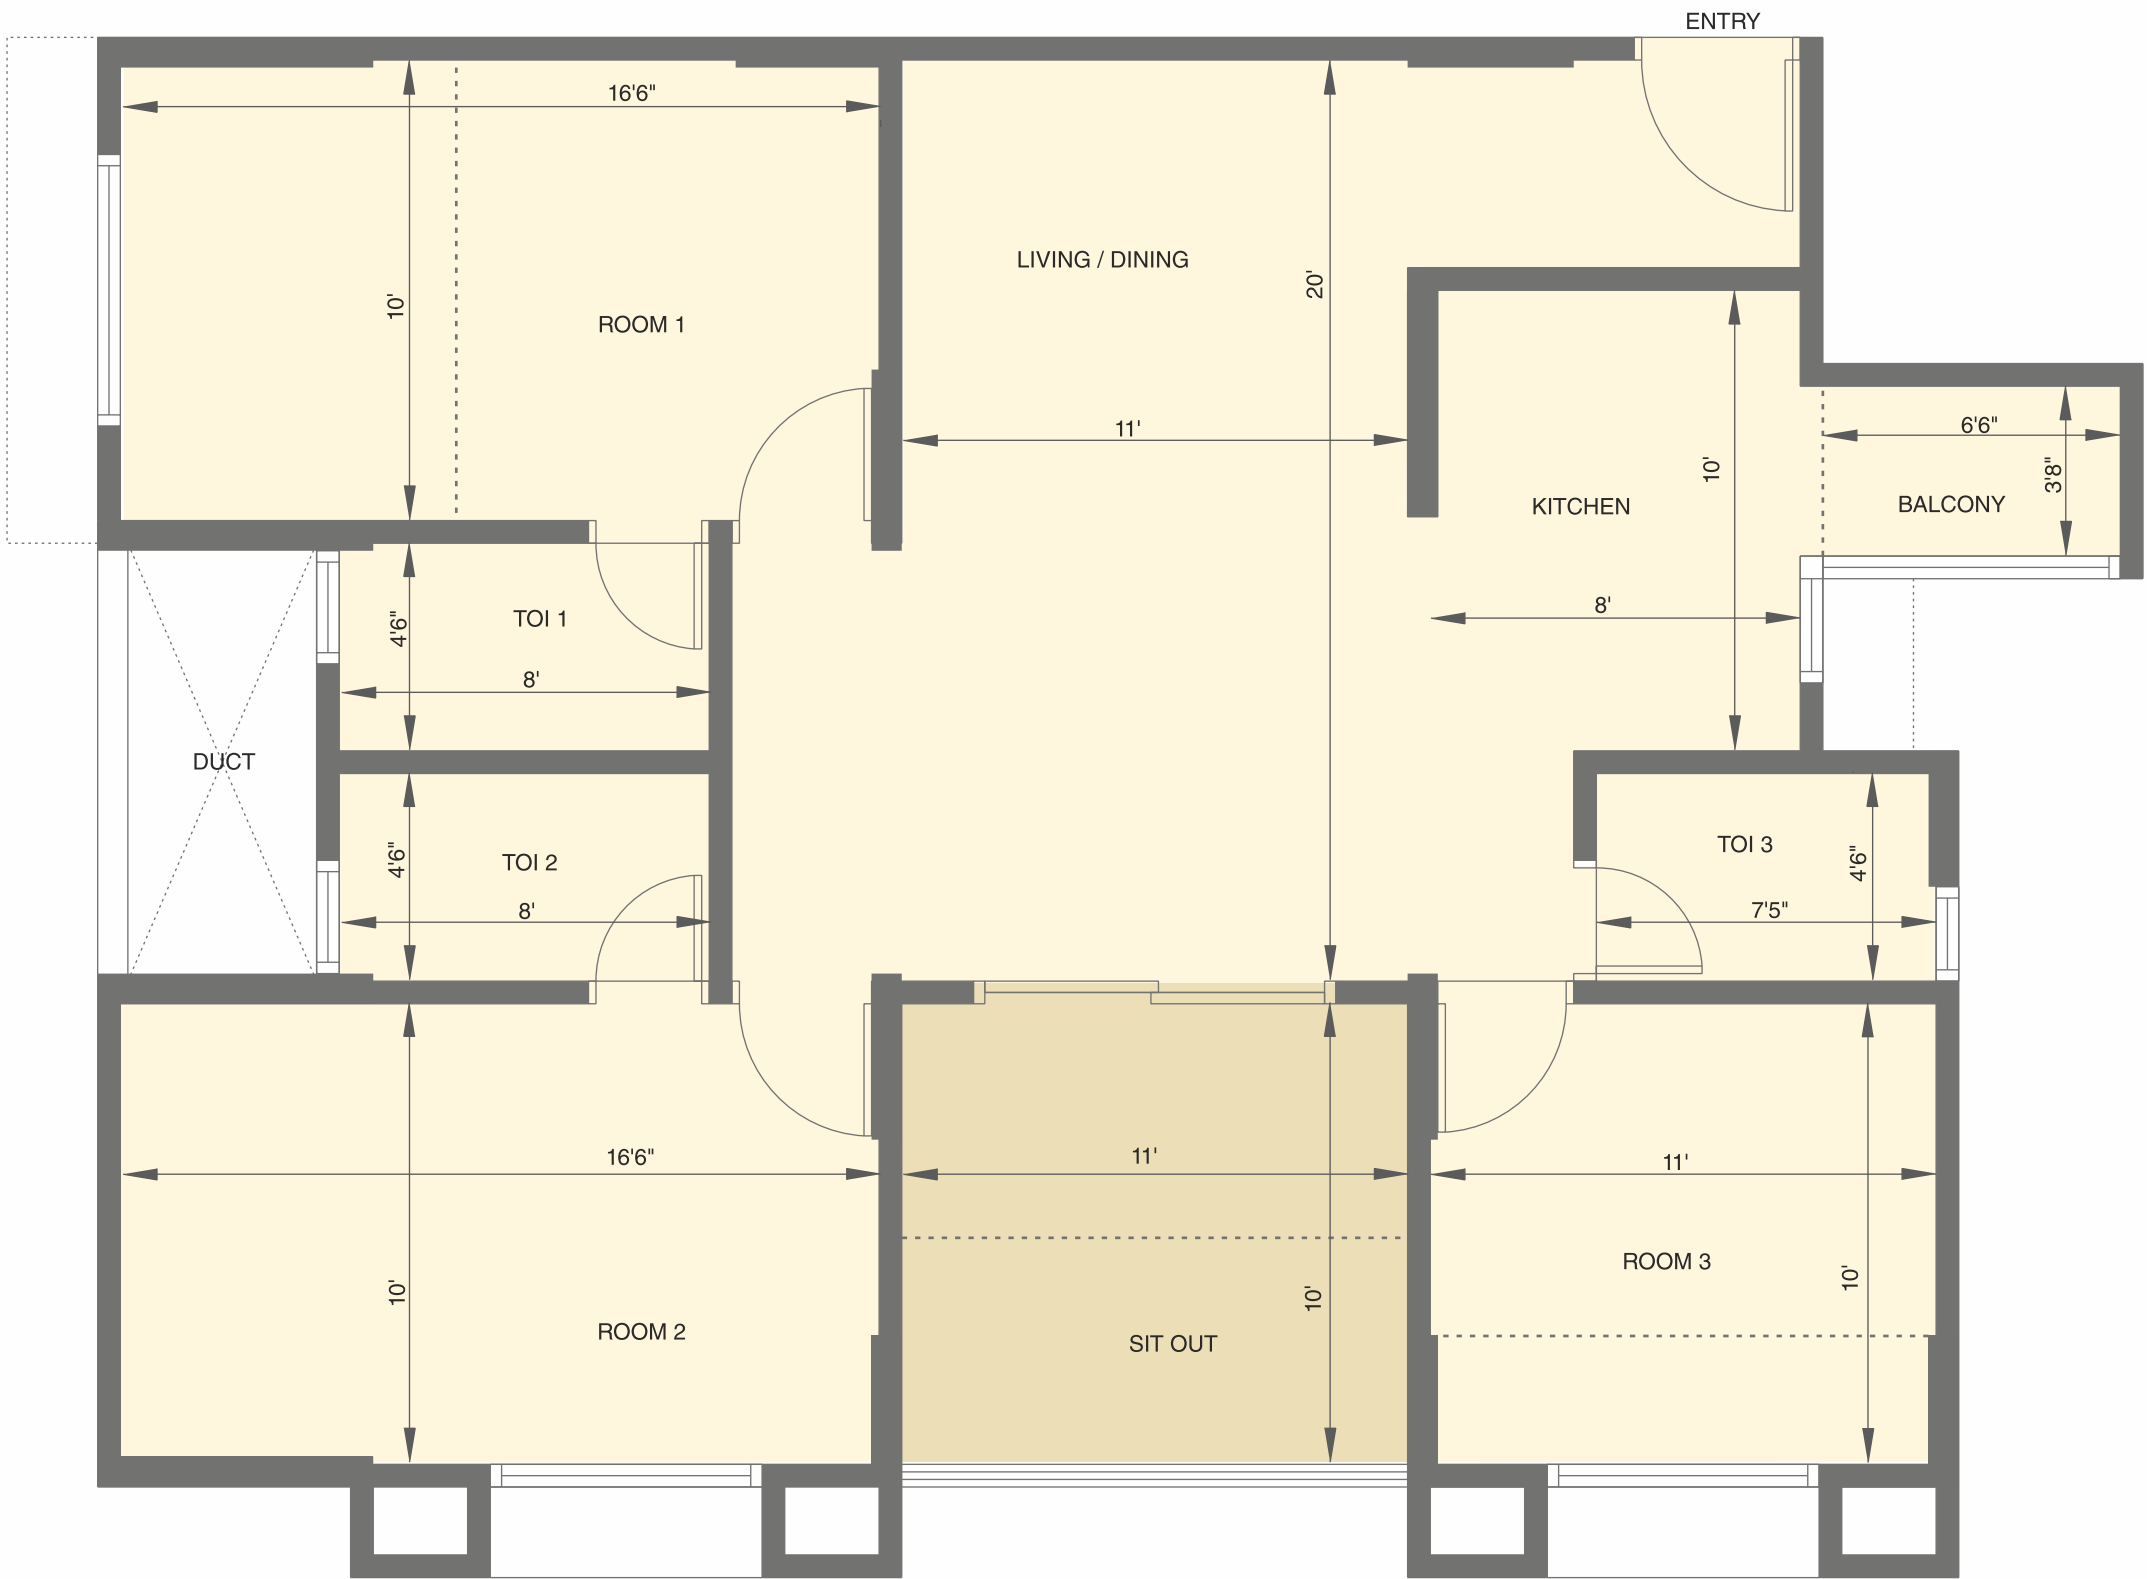 ENTRY
16'6"
LIVING / DINING
20'
10'
ROOM 1
11'
6'6"
10'
3'8"
KITCHEN
BALCONY
8'
TOI 1
4'6"
8'
DUCT
TOI 2
4'6"
8'
TOI 3
4'6"
7'5"
16'6"
11'
11'
10'
ROOM 2
10'
SIT OUT
ROOM 3
10'